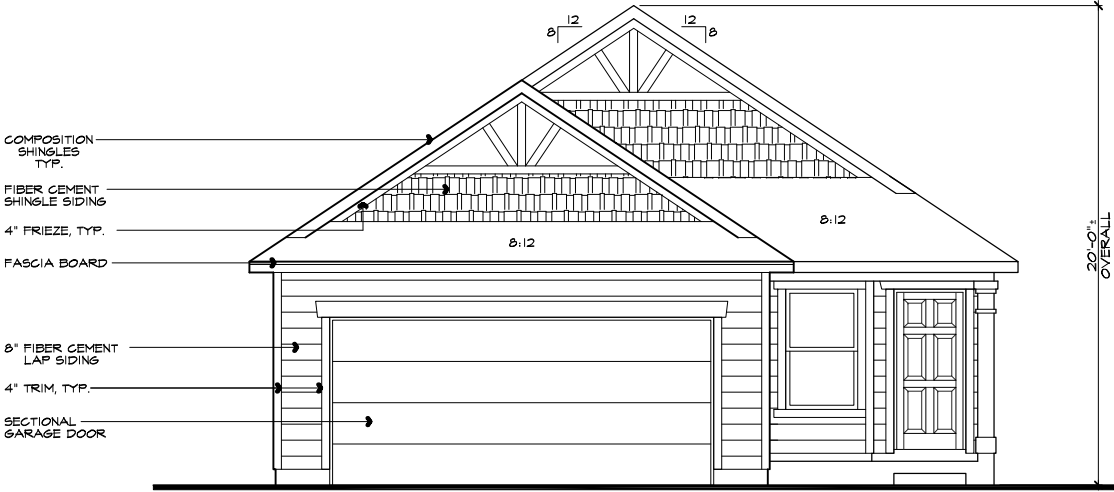 12
8
12
8
COMPOSITION
SHINGLES
TYP.
FIBER CEMENT
SHINGLE SIDING
4" FRIEZE, TYP.
8:12
8:12
FASCIA BOARD
20'-0"±
OVERALL
8" FIBER CEMENT
LAP SIDING
4" TRIM, TYP.
SECTIONAL
GARAGE DOOR